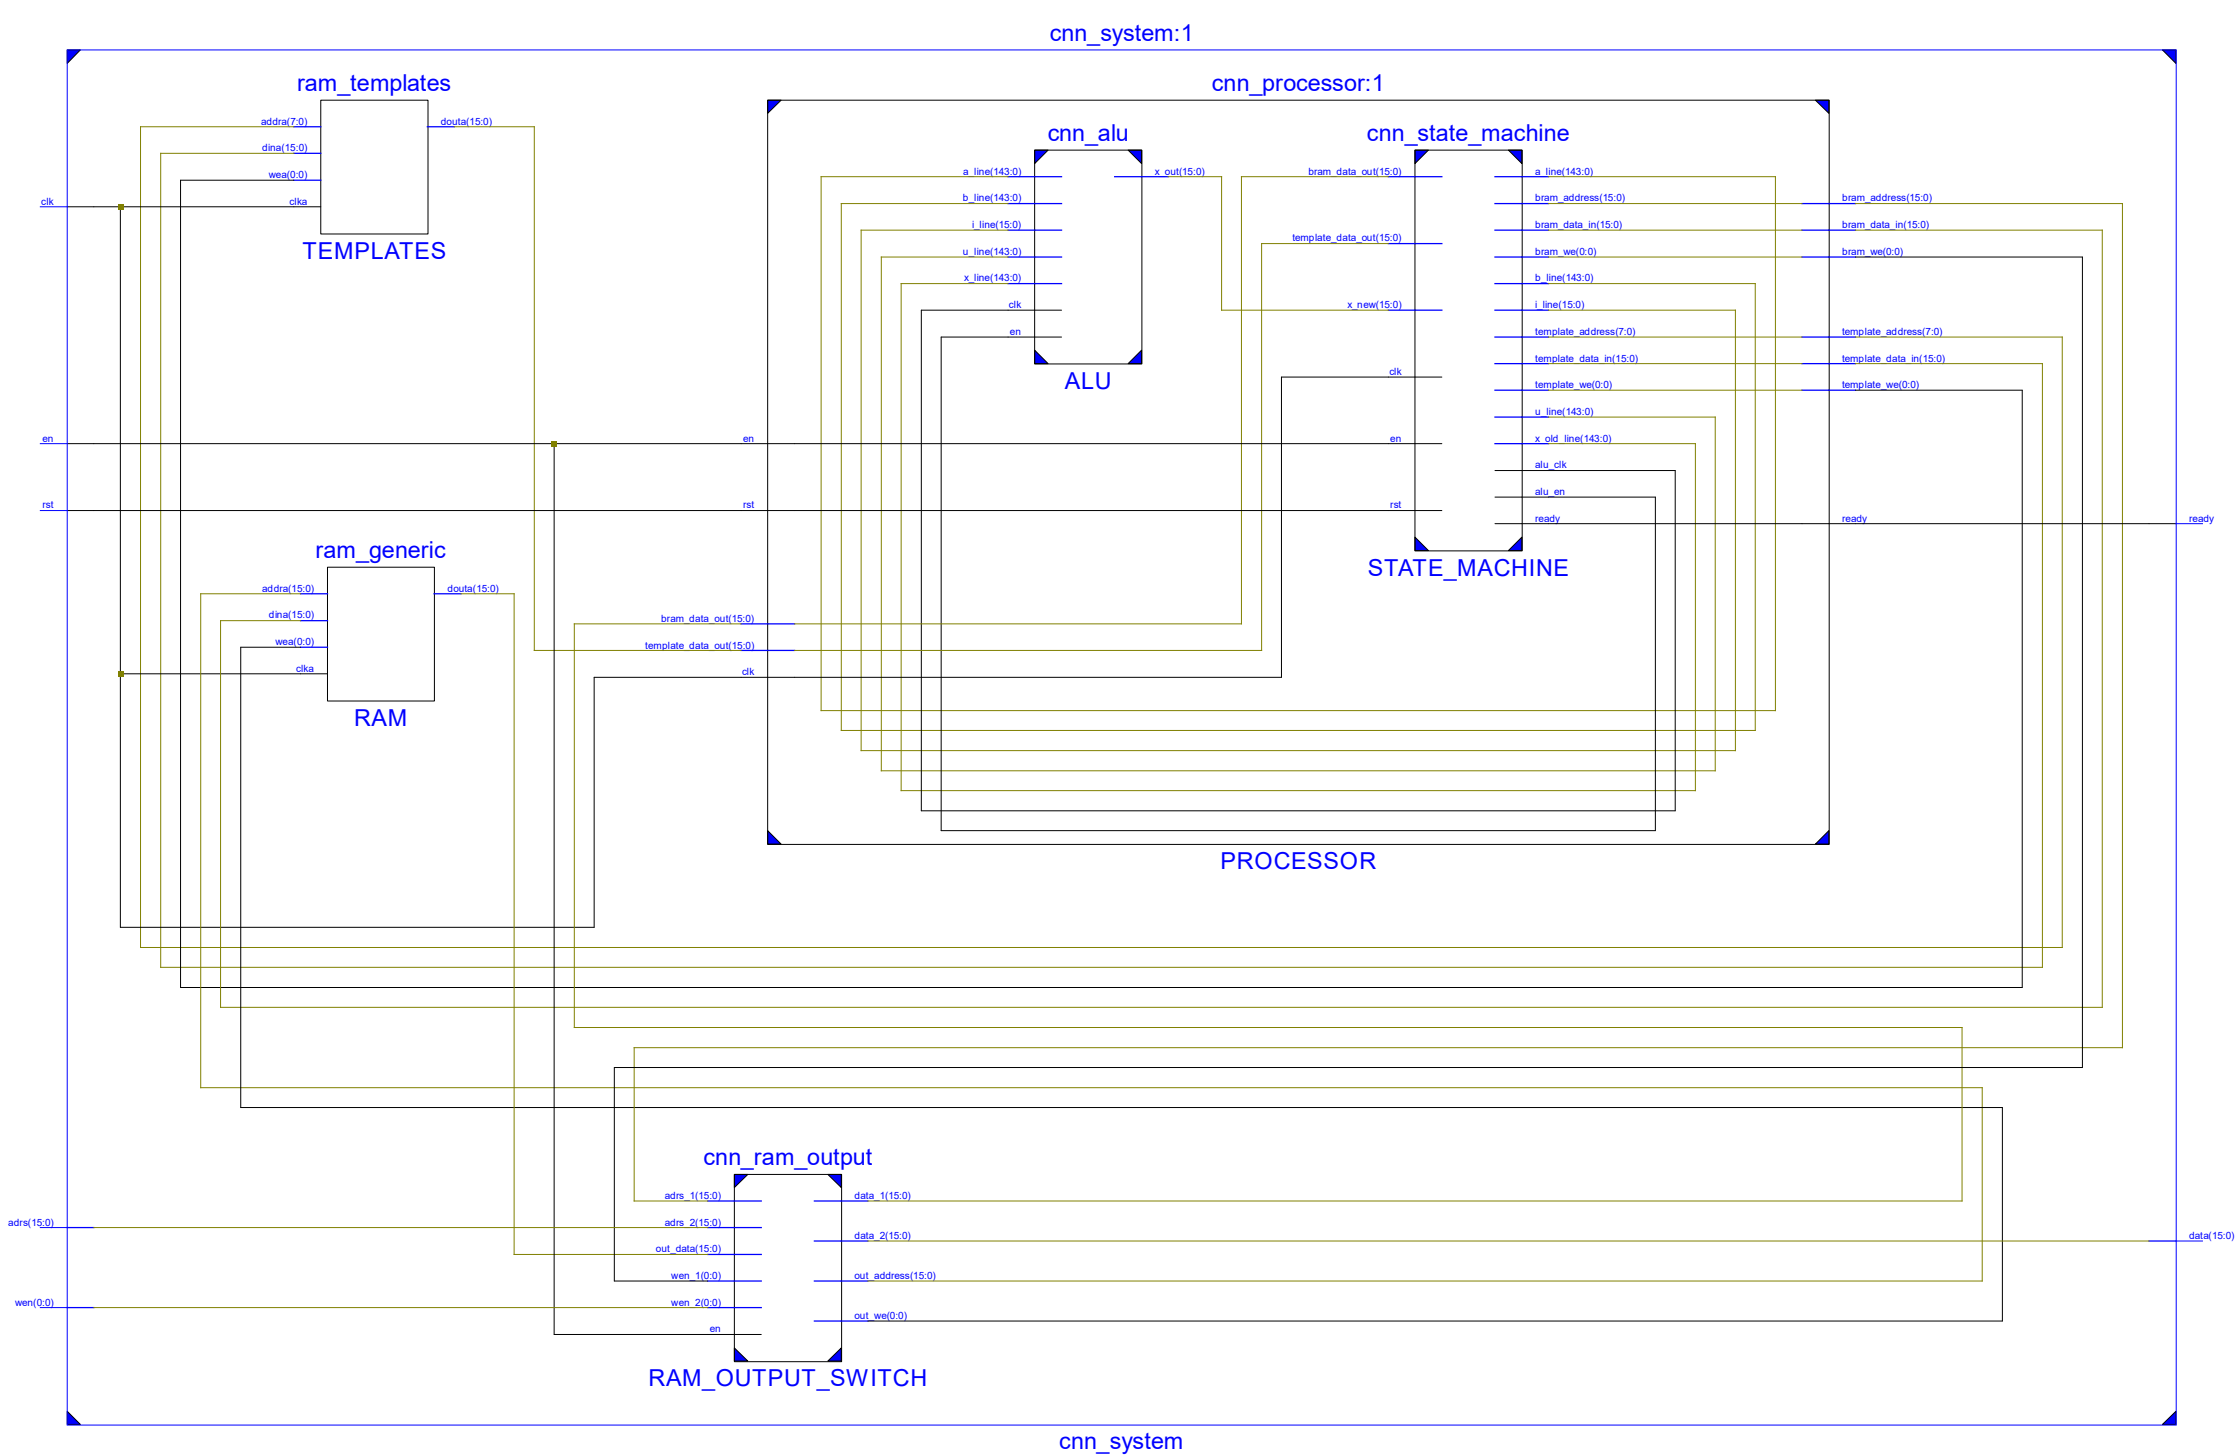 cnn_system:1
ram_templates
addra(7:0)
dina(15:0)
wea(0:0)
clka
douta(15:0)
TEMPLATES
clk
en
rst
ram_generic
addra(15:0)
dina(15:0)
wea(0:0)
clka
douta(15:0)
RAM
cnn_processor:1
en
rst
bram_data_out(15:0)
template_data_out(15:0)
clk
cnn_alu
a_line(143:0)
b_line(143:0)
i_line(15:0)
u_line(143:0)
x_line(143:0)
clk
en
x_out(15:0)
ALU
cnn_state_machine
bram_data_out(15:0)
template_data_out(15:0)
x_new(15:0)
clk
en
rst
a_line(143:0)
bram_address(15:0)
bram_data_in(15:0)
bram_we(0:0)
b_line(143:0)
i_line(15:0)
template_address(7:0)
template_data_in(15:0)
template_we(0:0)
u_line(143:0)
x_old_line(143:0)
alu_clk
alu_en
ready
STATE_MACHINE
bram_address(15:0)
bram_data_in(15:0)
bram_we(0:0)
template_address(7:0)
template_data_in(15:0)
template_we(0:0)
ready
PROCESSOR
ready
cnn_ram_output
adrs_1(15:0)
adrs_2(15:0)
out_data(15:0)
wen_1(0:0)
wen_2(0:0)
en
data_1(15:0)
data_2(15:0)
out_address(15:0)
out_we(0:0)
RAM_OUTPUT_SWITCH
adrs(15:0)
wen(0:0)
data(15:0)
cnn_system